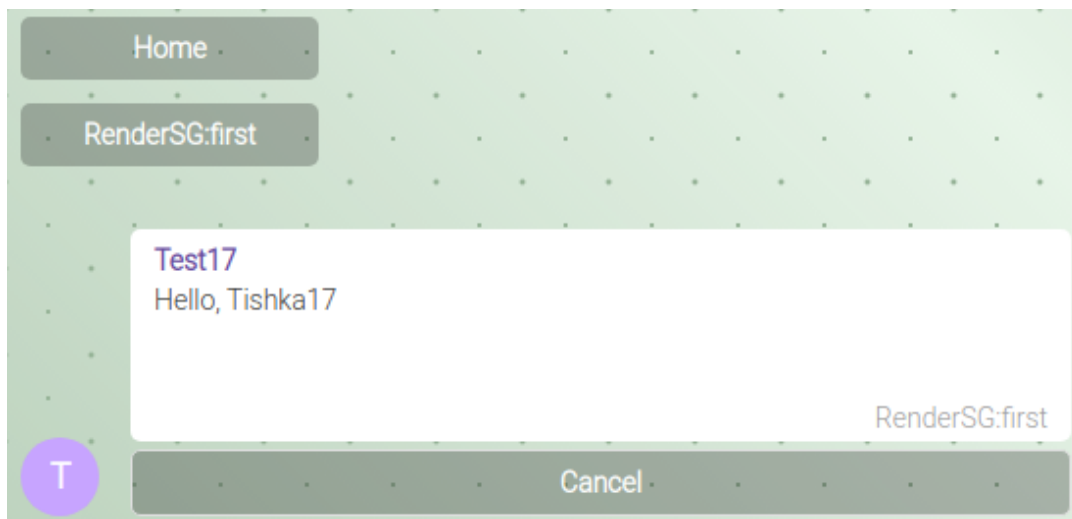 Home
RenderSG:first
Test17
Hello, Tishka17
RenderSG:first
T
Cancel